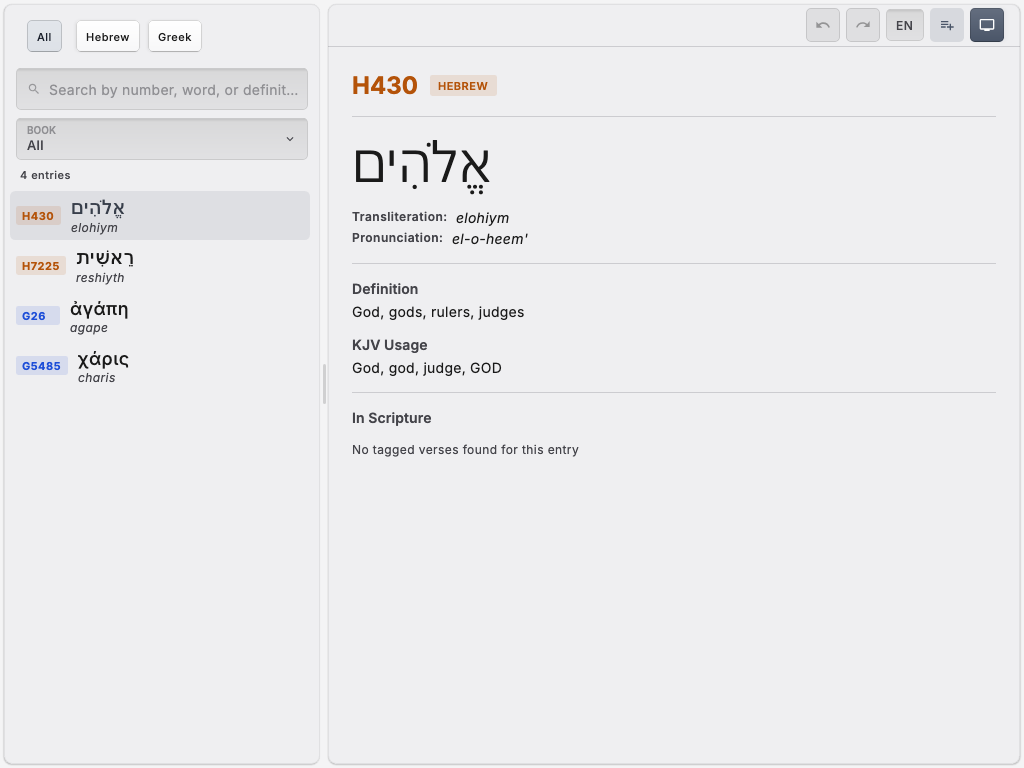 All
Hebrew
Greek
Search by number, word, or definit...
BOOK
All
4 entries
H430
אֱלֹהִים
elohiym
H7225
רֵאשִׁית
reshiyth
G26
ἀγάπη
agape
G5485
χάρις
charis
EN
H430
HEBREW
אֱלֹהִים
Transliteration: elohiym
Pronunciation: el-o-heem'
Definition
God, gods, rulers, judges
KJV Usage
God, god, judge, GOD
In Scripture
No tagged verses found for this entry